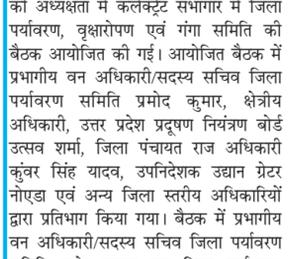 की अध्यक्षता में कलेक्ट्रेट सभागार में जिला
पर्यावरण, वृक्षारोपण एवं गंगा समिति की
बैठक आयोजित की गई। आयोजित बैठक में
प्रभागीय वन अधिकारी/सदस्य सचिव जिला
पर्यावरण समिति प्रमोद कुमार, क्षेत्रीय
अधिकारी, उत्तर प्रदेश प्रदूषण नियंत्रण बोर्ड
उत्सव शर्मा, जिला पंचायत राज अधिकारी
कुंवर सिंह यादव, उपनिदेशक उद्यान ग्रेटर
नोएडा एवं अन्य जिला स्तरीय अधिकारियों
द्वारा प्रतिभाग किया गया। बैठक में प्रभागीय
वन अधिकारी/सदस्य सचिव जिला पर्यावरण